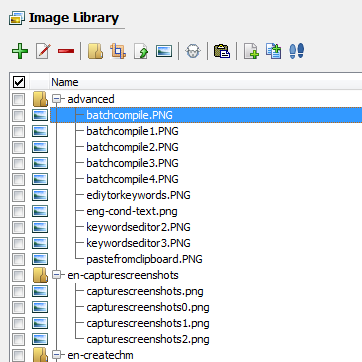 Image Library
Name
advanced
batchcompile.PNG
batchcompile1.PNG
batchcompile2.PNG
batchcompile3.PNG
batchcompile4.PNG
ediytorkeywords.PNG
eng-cond-text.png
keywordseditor2.PNG
keywordseditor3.PNG
pastefromclipboard.PNG
en-capturescreenshots
capturescreenshots.png
capturescreenshots0.png
capturescreenshots1.png
capturescreenshots2.png
en-createchm